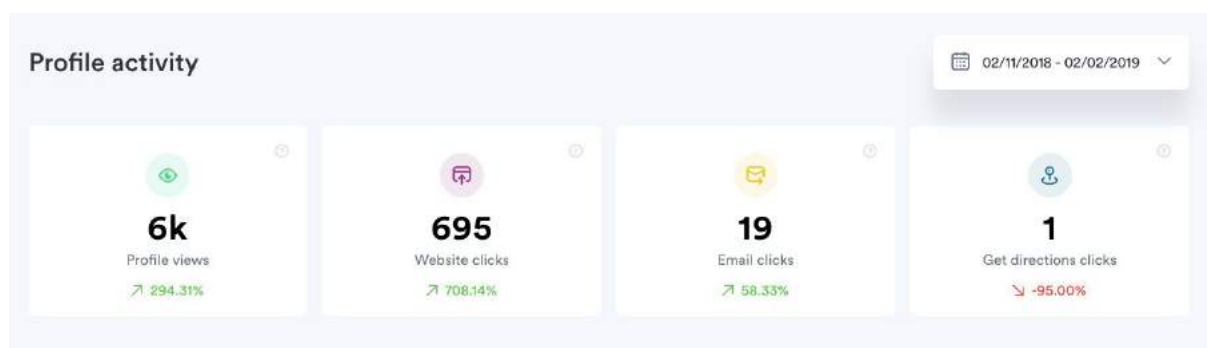 Profile activity
02/11/2018 - 02/02/2019
6k
Profile views
294.31%
695
Website clicks
708.14%
19
Email clicks
58.33%
1
Get directions clicks
-95.00%